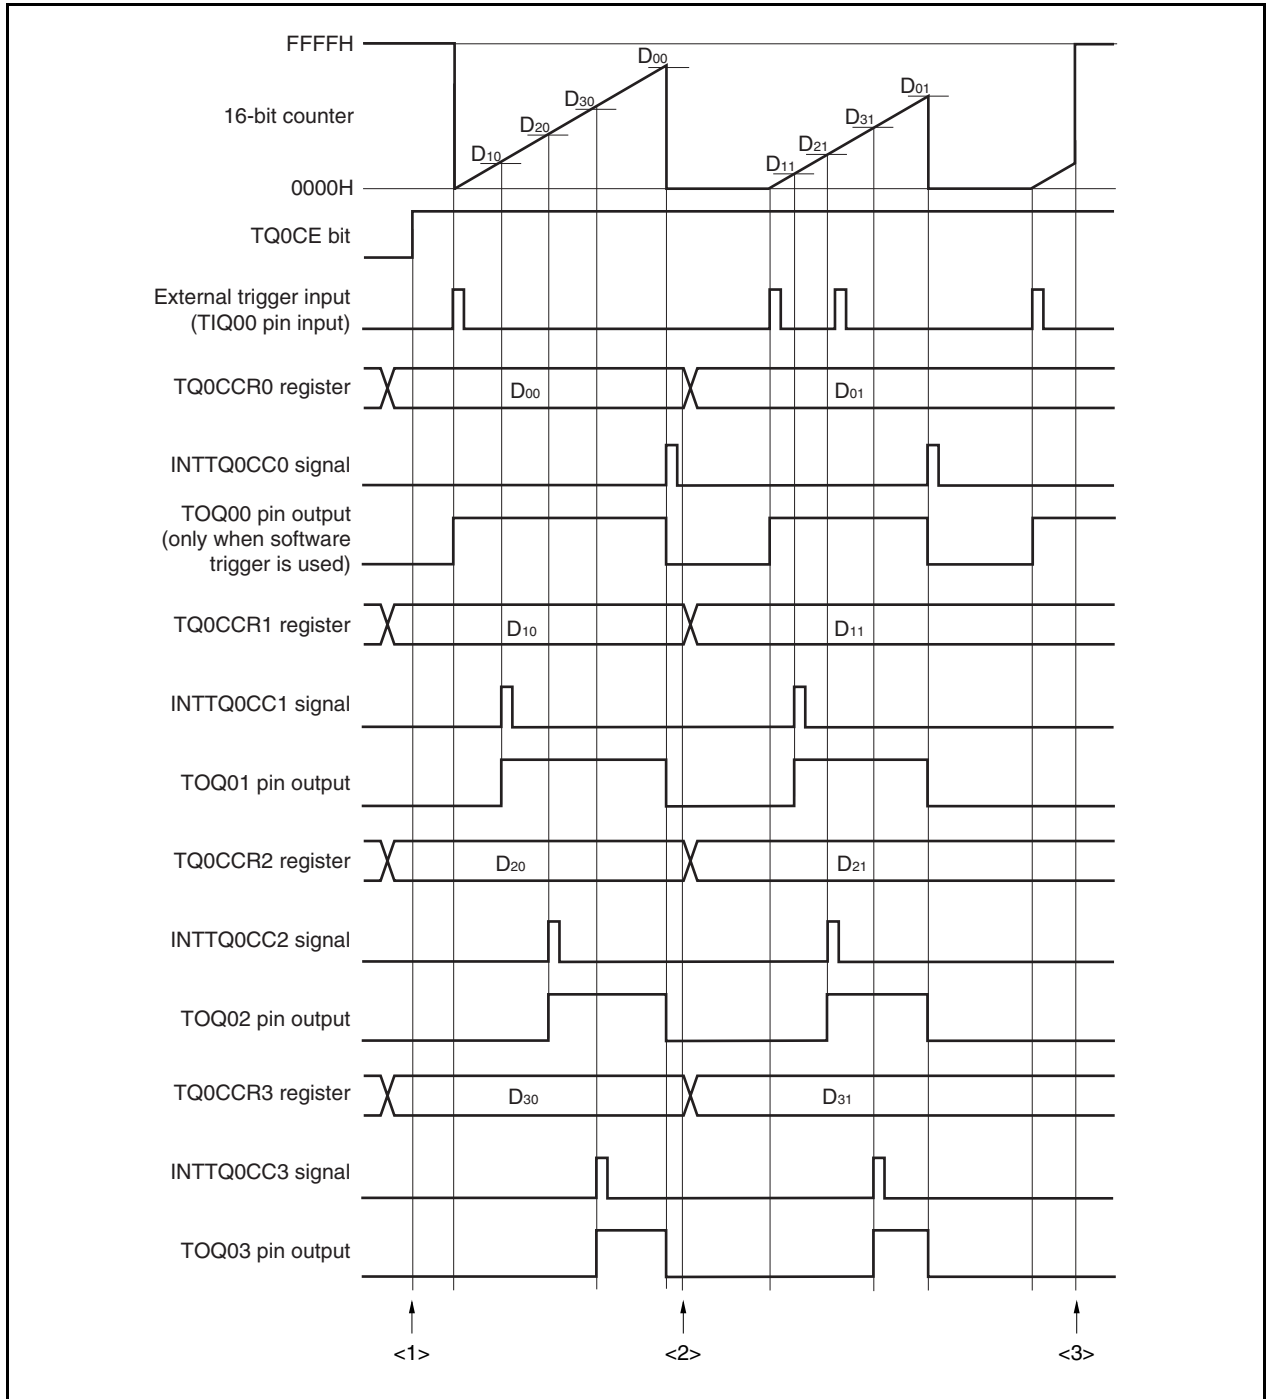 FFFFH
D00
D30
D20
D10
D01
D31
D21
D11
16-bit counter
0000H
TQ0CE bit
External trigger input
(TIQ00 pin input)
TQ0CCR0 register
D00
D01
INTTQ0CC0 signal
TOQ00 pin output
(only when software
trigger is used)
TQ0CCR1 register
D10
D11
INTTQ0CC1 signal
TOQ01 pin output
TQ0CCR2 register
D20
D21
INTTQ0CC2 signal
TOQ02 pin output
TQ0CCR3 register
D30
D31
INTTQ0CC3 signal
TOQ03 pin output
<1>
<2>
<3>